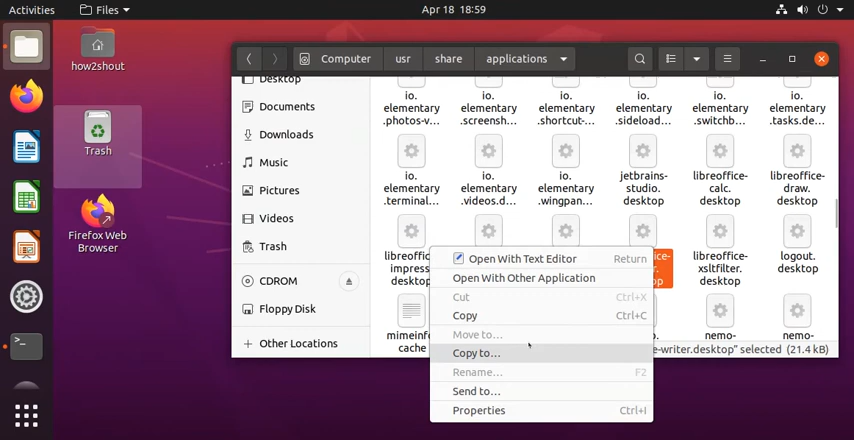 Activities
Files
Apr 18 18:59
how2shout
Trash
Firefox Web
Browser
Computer
usr
share
applications
Desktop
Documents
Downloads
Music
Pictures
Videos
Trash
CDROM
Floppy Disk
+ Other Locations
io.
elementary
.photos-v...
io.
elementary
.screensh...
io.
elementary
.shortcut-...
io.
elementary
.sideload...
io.
elementary
.switchb...
io.
elementary
.tasks.de...
io.
elementary
.terminal...
io.
elementary
.videos.d...
io.
elementary
.wingpan...
jetbrains-
studio.
desktop
libreoffice-
calc.
desktop
libreoffice-
draw.
desktop
libreoffic
impress
deskto
ce-
r.
op
libreoffice-
xsltfilter.
desktop
logout.
desktop
mimeinfo
cache
o.
nemo-
nemo-
Open With Text Editor Return
Open With Other Application
Cut Ctrl+X
Copy Ctrl+C
Move to...
Copy to...
Rename... F2
Send to...
Properties Ctrl+I
e-writer.desktop” selected (21.4 kB)